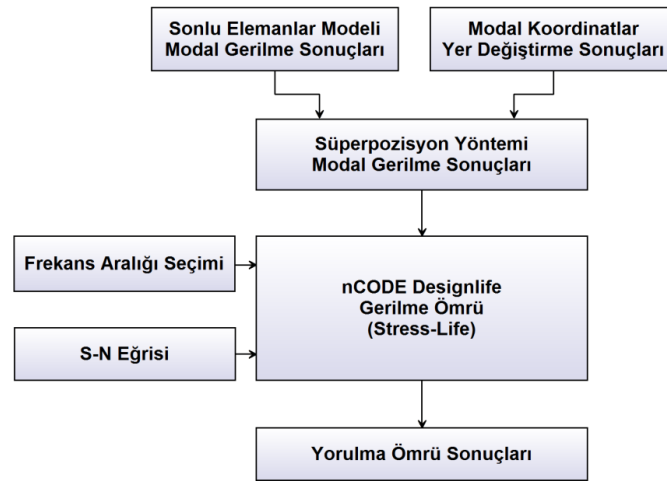 Sonlu Elemanlar Modeli
Modal Gerilme Sonuçları
Modal Koordinatlar
Yer Değiştirme Sonuçları
Süperpozisyon Yöntemi
Modal Gerilme Sonuçları
Frekans Aralığı Seçimi
nCODE Designlife
Gerilme Ömrü
(Stress-Life)
S-N Eğrisi
Yorulma Ömrü Sonuçları